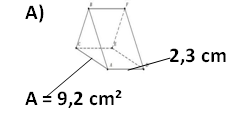 A)
2,3 cm
A = 9,2 cm²